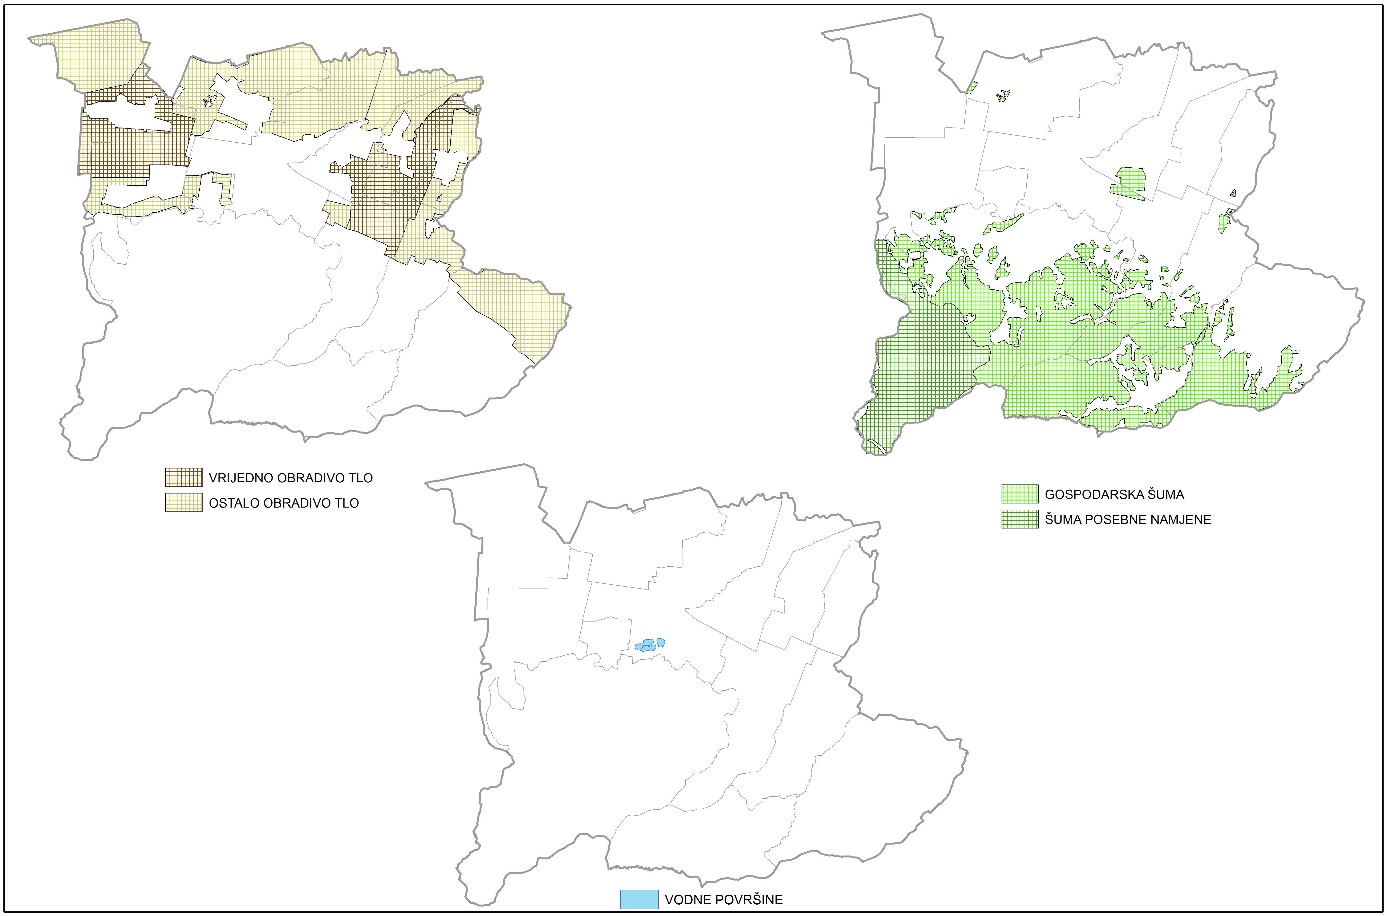 VRIJEDNO OBRADIVO TLO
OSTALO OBRADIVO TLO
GOSPODARSKA ŠUMA
ŠUMA POSEBNE NAMJENE
VODNE POVRŠINE